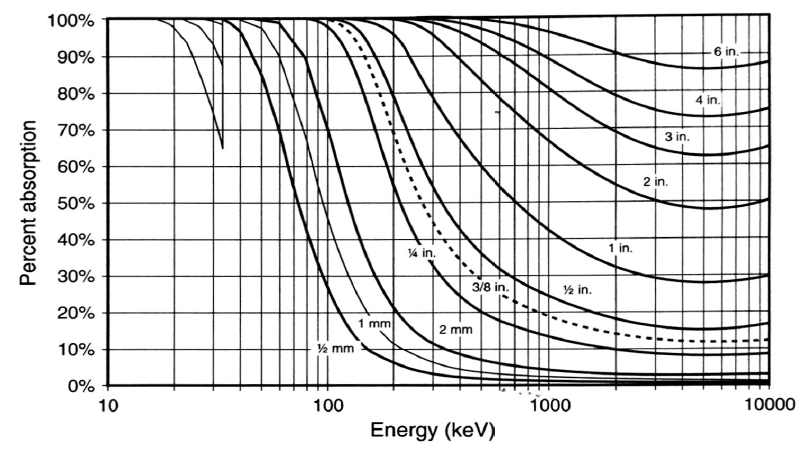 100%
90%
80%
70%
60%
50%
40%
30%
20%
10%
0%
Percent absorption
6 in.
4 in.
3 in.
2 in.
1 in.
¼ in.
3/8 in.
½ in.
1 mm
2 mm
½ mm
10
100
1000
10000
Energy (keV)